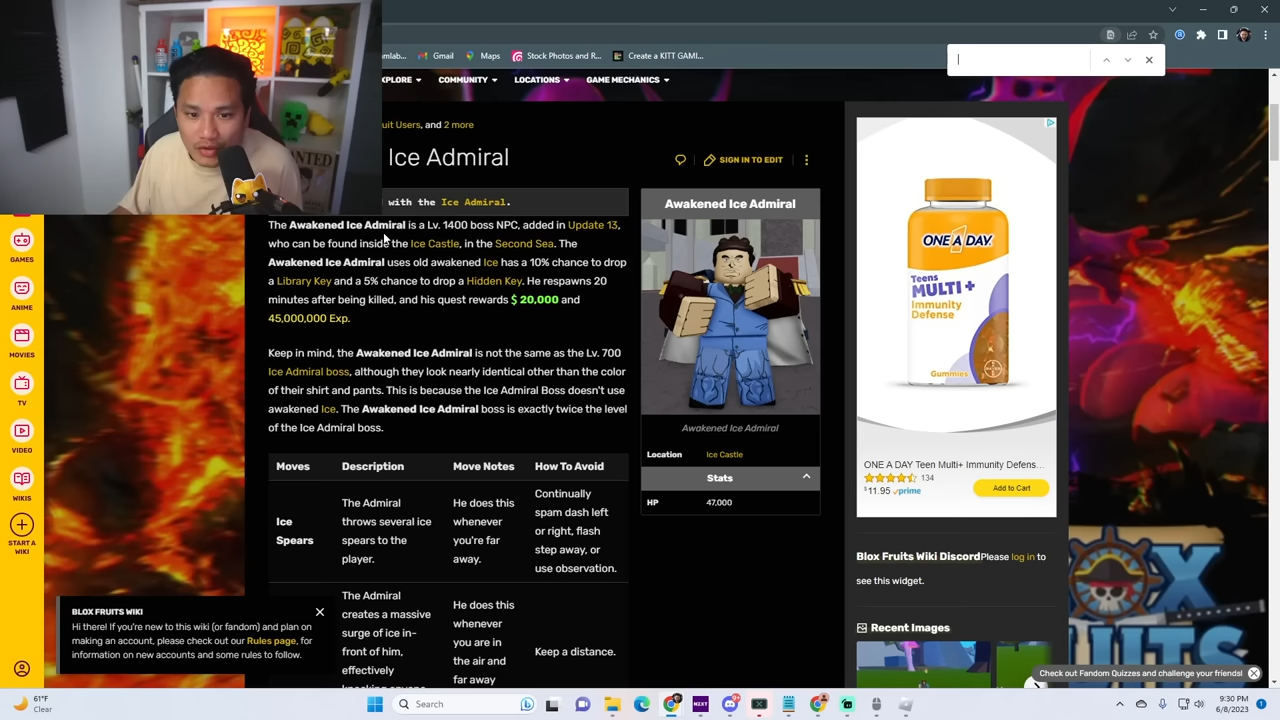 amlab...
Gmail
Maps
Stock Photos and R...
Create a KITT GAMI...
XPLORE
COMMUNITY
LOCATIONS
GAME MECHANICS
uit Users, and 2 more
Ice Admiral
SIGN IN TO EDIT
with the Ice Admiral.
The Awakened Ice Admiral is a Lv. 1400 boss NPC, added in Update 13,
who can be found inside the Ice Castle, in the Second Sea. The
Awakened Ice Admiral uses old awakened Ice has a 10% chance to drop
a Library Key and a 5% chance to drop a Hidden Key. He respawns 20
minutes after being killed, and his quest rewards $ 20,000 and
45,000,000 Exp.
Keep in mind, the Awakened Ice Admiral is not the same as the Lv. 700
Ice Admiral boss, although they look nearly identical other than the color
of their shirt and pants. This is because the Ice Admiral Boss doesn't use
awakened Ice. The Awakened Ice Admiral boss is exactly twice the level
of the Ice Admiral boss.
Moves
Description
Move Notes
How To Avoid
Ice
Spears
The Admiral
throws several ice
spears to the
player.
He does this
whenever
you're far
away.
Continually
spam dash left
or right, flash
step away, or
use observation.
The Admiral
creates a massive
surge of ice in-
front of him,
effectively
He does this
whenever
you are in
the air and
far away
Keep a distance.
Awakened Ice Admiral
Awakened Ice Admiral
Location
Ice Castle
Stats
HP
47,000
ONE A DAY
Teens
MULTI+
Immunity
Defense
Gummies
ONE A DAY Teen Multi+ Immunity Defens...
134
$11.95 prime
Add to Cart
Blox Fruits Wiki Discord Please log in to
see this widget.
Recent Images
Check out Fandom Quizzes and challenge your friends!
GAMES
ANIME
MOVIES
TV
VIDEO
WIKIS
START A
WIKI
BLOX FRUITS WIKI
Hi there! If you're new to this wiki (or fandom) and plan on
making an account, please check out our Rules page, for
information on new accounts and some rules to follow.
WANTED
UITS
61°F
Clear
Search
NZXT
9:30 PM
6/8/2023